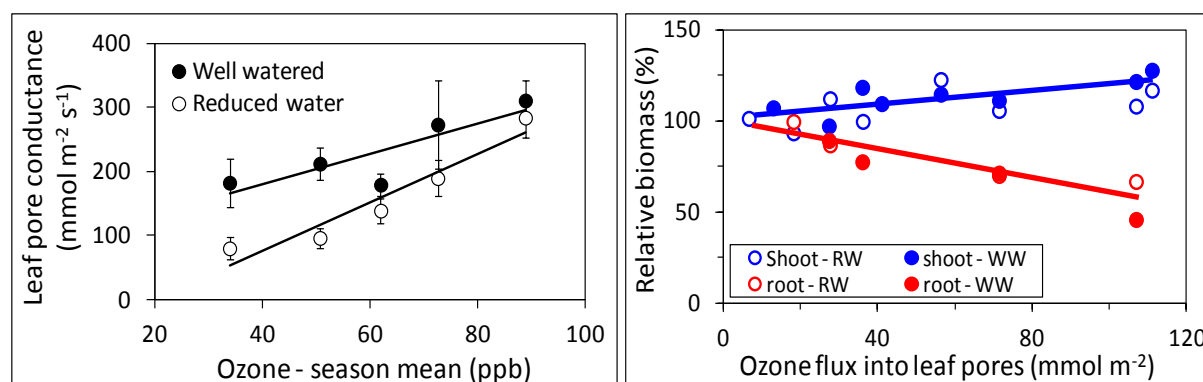 Leaf pore conductance
(mmol m⁻² s⁻¹)
400
300
200
100
0
Well watered
Reduced water
20
40
60
80
100
Ozone - season mean (ppb)
Relative biomass (%)
150
100
50
0
Shoot - RW
shoot - WW
root - RW
root - WW
0
40
80
120
Ozone flux into leaf pores (mmol m⁻²)